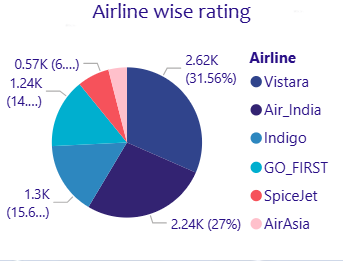 Airline wise rating
0.57K (6....)
2.62K
(31.56%)
1.24K
(14....)
1.3K
(15.6...)
2.24K (27%)
Airline
Vistara
Air_India
Indigo
GO_FIRST
SpiceJet
AirAsia